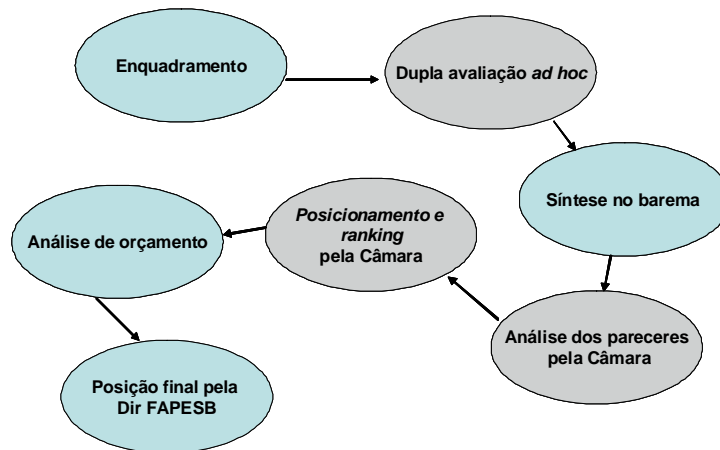 Enquadramento
Dupla avaliação ad hoc
Síntese no barema
Análise dos pareceres
pela Câmara
Posicionamento e
ranking
pela Câmara
Análise de orçamento
Posição final pela
Dir FAPESB